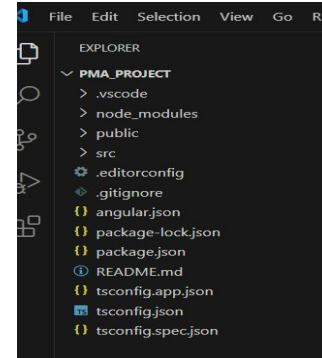 File Edit Selection View Go R
EXPLORER
PMA_PROJECT
.vscode
node_modules
public
src
.editorconfig
.gitignore
{} angular.json
{} package-lock.json
{} package.json
README.md
{} tsconfig.app.json
TS tsconfig.json
{} tsconfig.spec.json